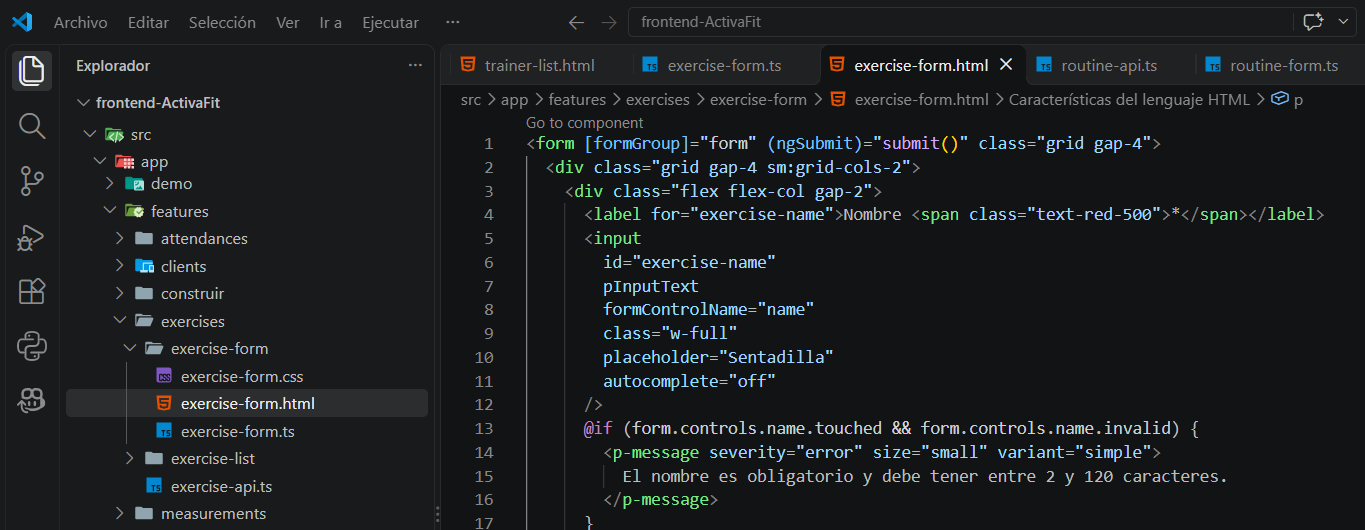 Archivo Editar Selección Ver Ir a Ejecutar ··· frontend-ActivaFit
Explorador ···
frontend-ActivaFit
src
app
demo
features
attendances
clients
construir
exercises
exercise-form
exercise-form.css
exercise-form.html
exercise-form.ts
exercise-list
exercise-api.ts
measurements
trainer-list.html exercise-form.ts exercise-form.html routine-api.ts routine-form.ts
src > app > features > exercises > exercise-form > exercise-form.html > Características del lenguaje HTML > p
Go to component
1 <form [formGroup]="form" (ngSubmit)="submit()" class="grid gap-4">
2 <div class="grid gap-4 sm:grid-cols-2">
3 <div class="flex flex-col gap-2">
4 <label for="exercise-name">Nombre <span class="text-red-500">*</span></label>
5 <input
6 id="exercise-name"
7 pInputText
8 formControlName="name"
9 class="w-full"
10 placeholder="Sentadilla"
11 autocomplete="off"
12 />
13 @if (form.controls.name.touched && form.controls.name.invalid) {
14 <p-message severity="error" size="small" variant="simple">
15 El nombre es obligatorio y debe tener entre 2 y 120 caracteres.
16 </p-message>
17 }